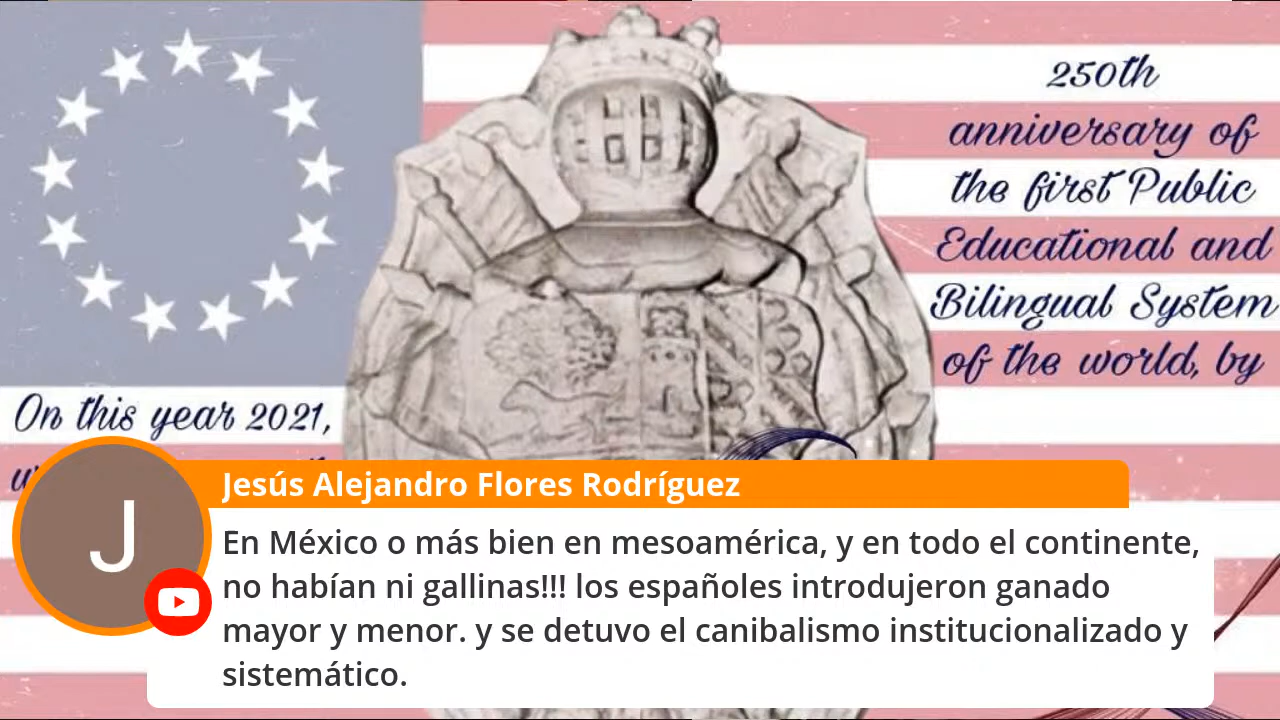 250th
anniversary of
the first Public
Educational and
Bilingual System
of the world, by
On this year 2021,
J
Jesús Alejandro Flores Rodríguez
En México o más bien en mesoamérica, y en todo el continente,
no habían ni gallinas!!! los españoles introdujeron ganado
mayor y menor. y se detuvo el canibalismo institucionalizado y
sistemático.